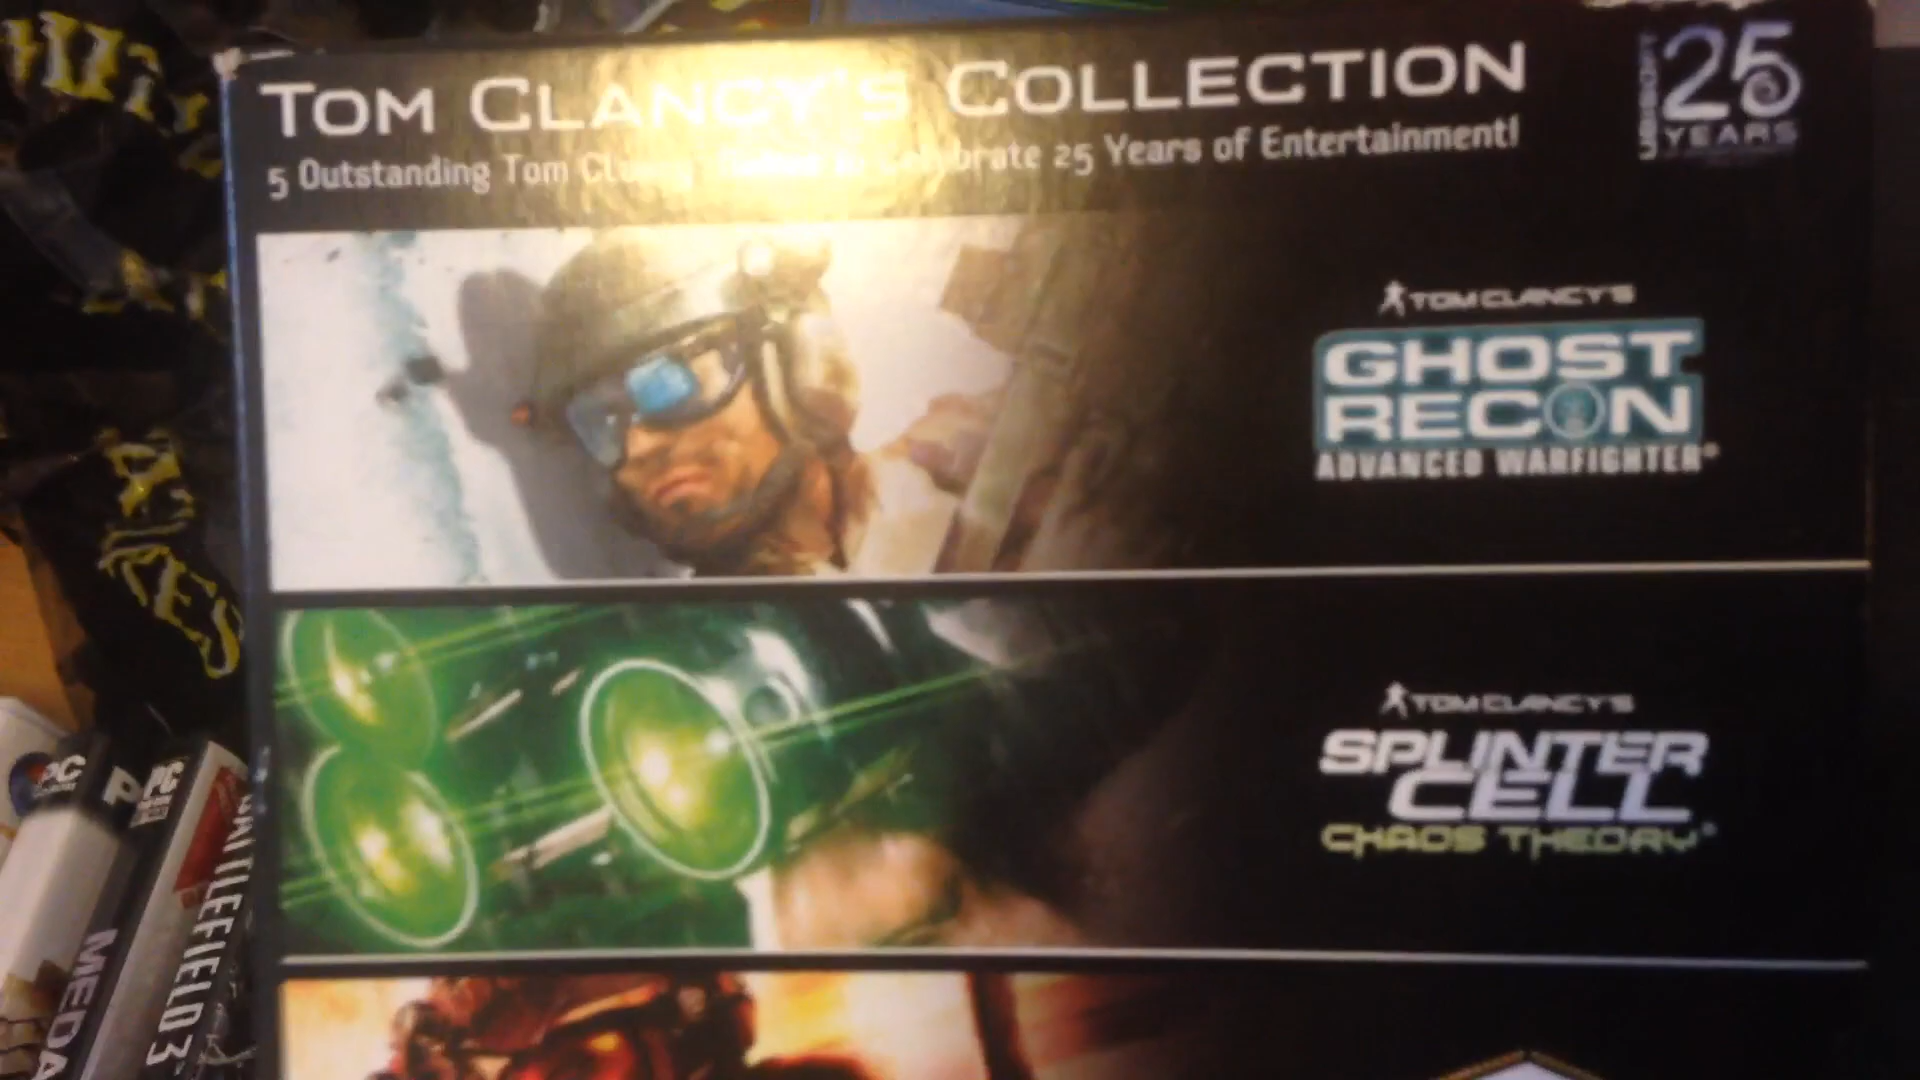 TOM CLANCY'S COLLECTION
5 Outstanding Tom Clancy Celebrate 25 Years of Entertainment!
UBISOFT
25
YEARS
TOM CLANCY'S
GHOST
RECON
ADVANCED WARFIGHTER®
TOM CLANCY'S
SPLINTER
CELL
CHAOS THEORY®
PC
PC
BATTLEFIELD 3
MEDA